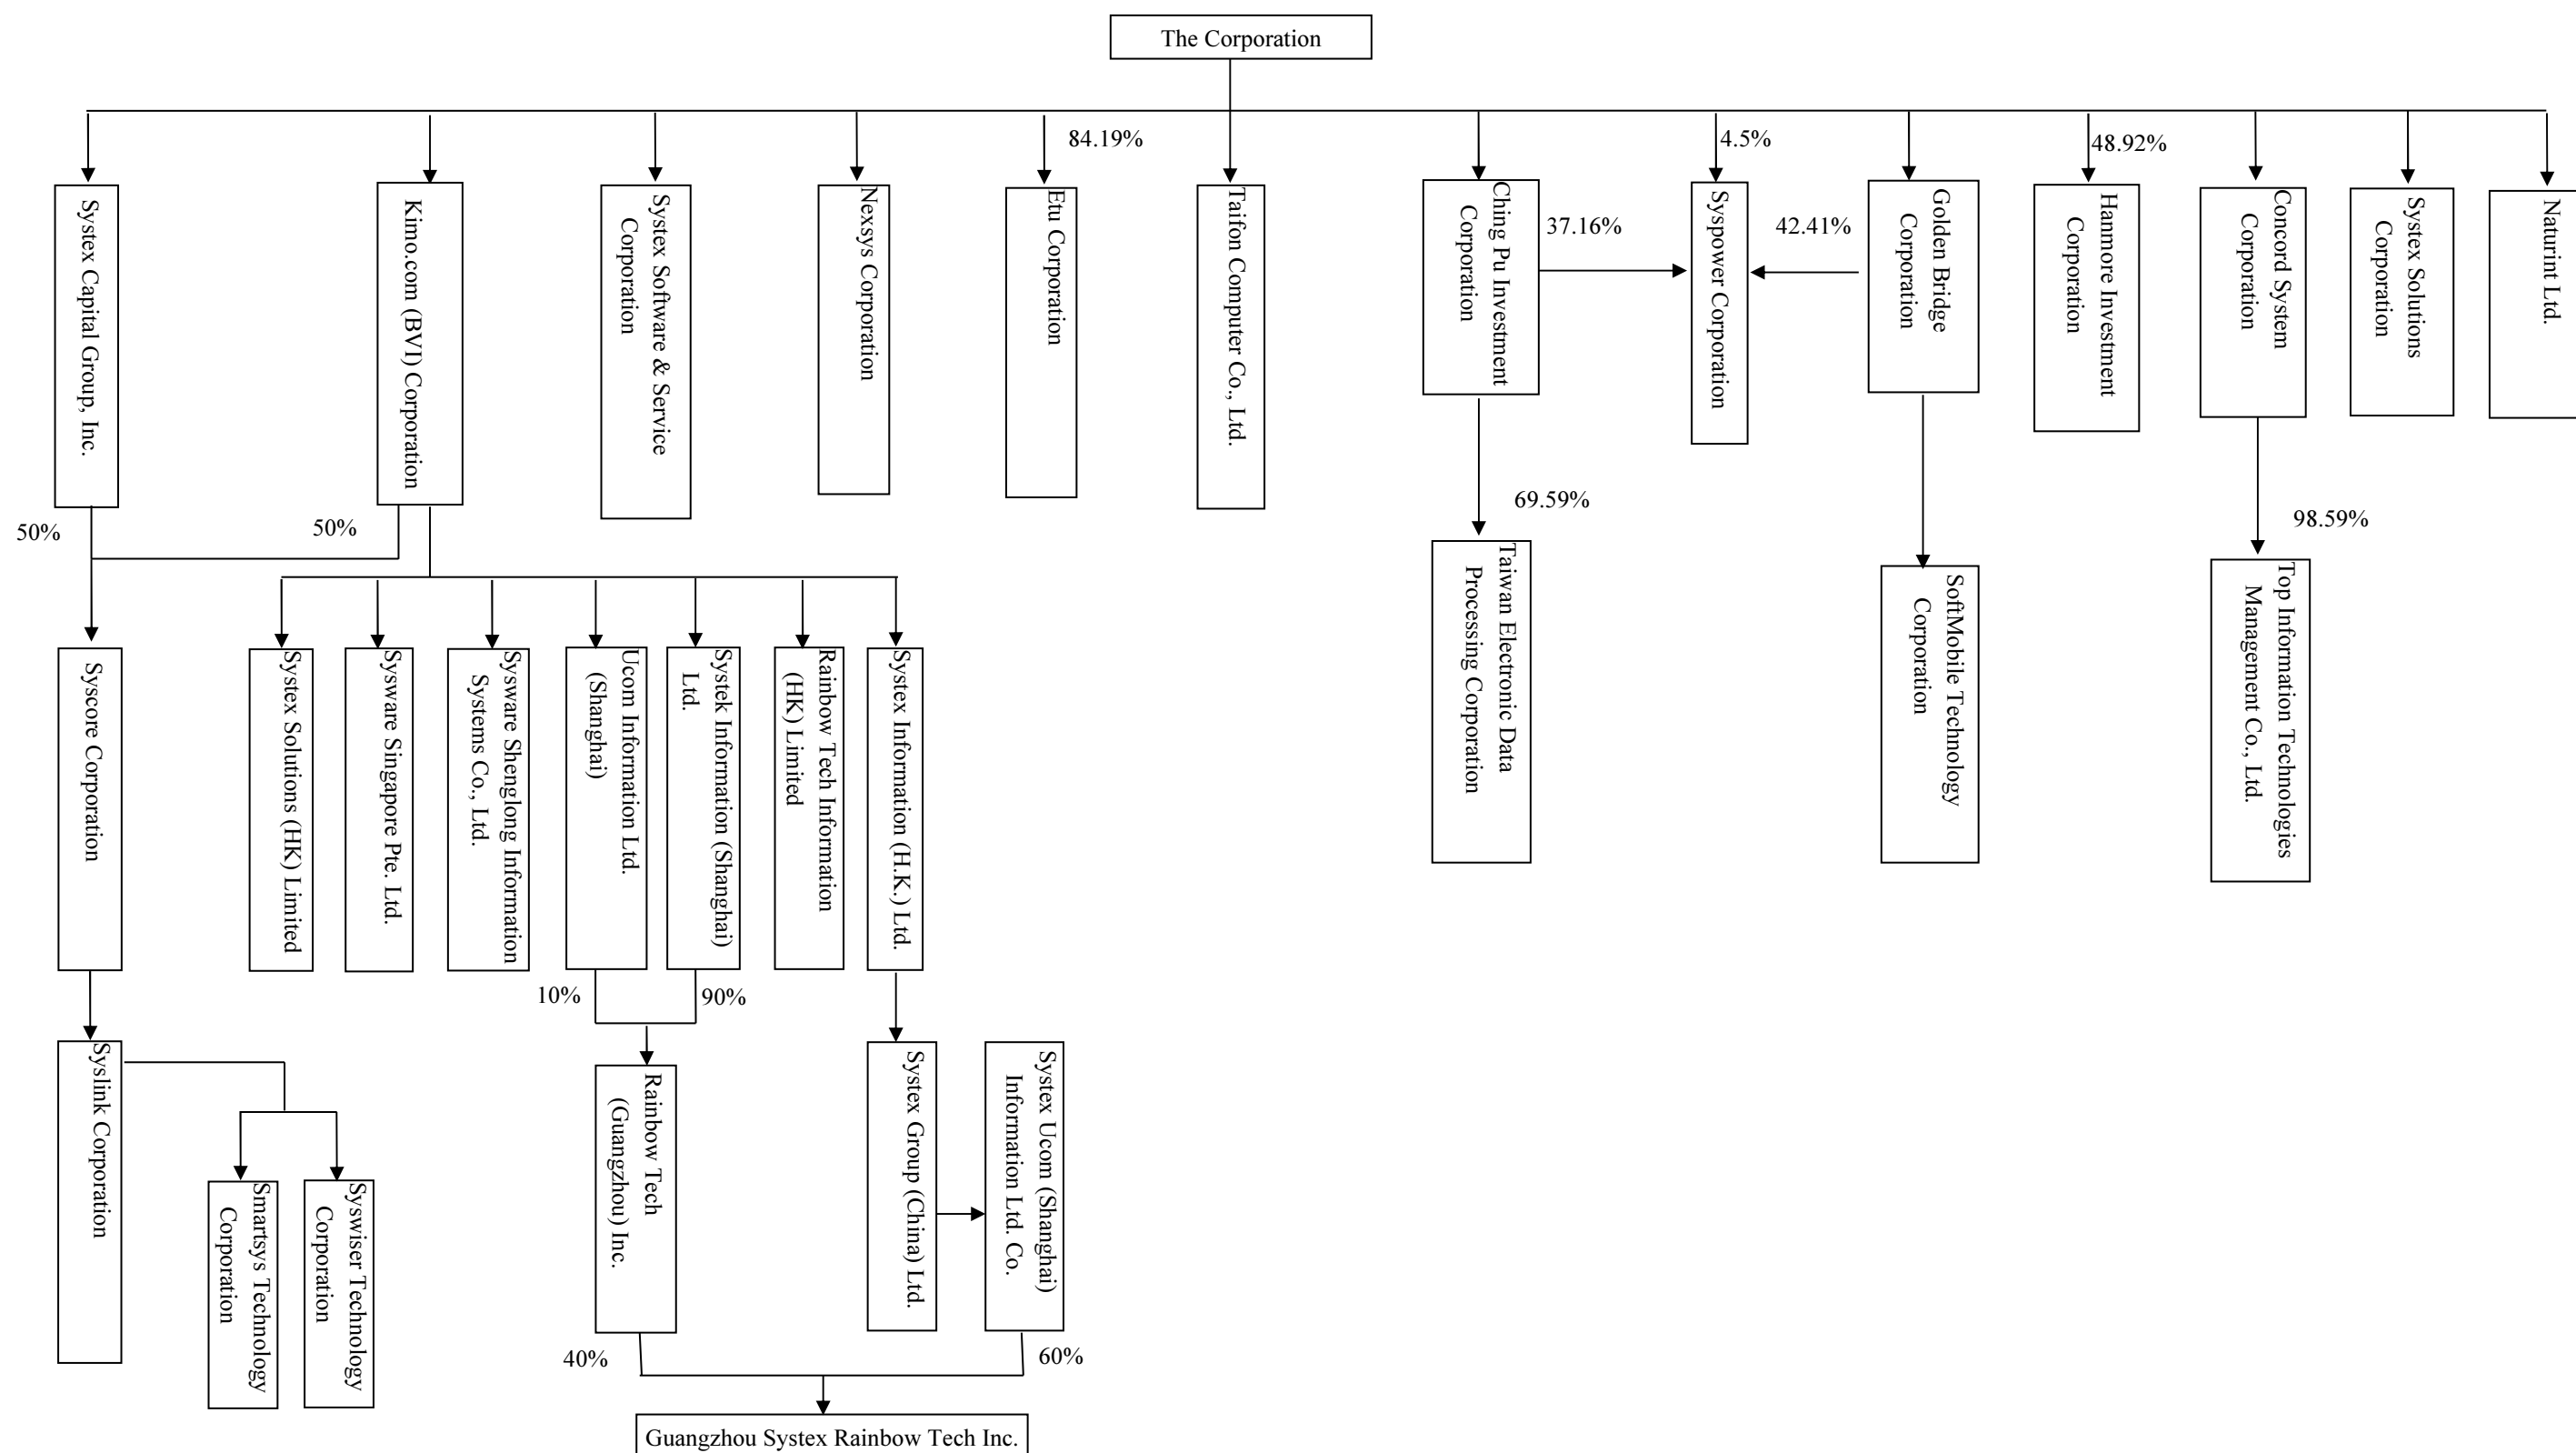 The Corporation
84.19%
4.5%
48.92%
Systex Capital Group, Inc.
Kimo.com (BVI) Corporation
Systex Software & Service
Corporation
Nexsys Corporation
Etu Corporation
Taifon Computer Co., Ltd.
Ching Pu Investment
Corporation
37.16%
Syspower Corporation
42.41%
Golden Bridge
Corporation
Hanmore Investment
Corporation
Concord System
Corporation
Systex Solutions
Corporation
Naturint Ltd.
50%
50%
69.59%
98.59%
Taiwan Electronic Data
Processing Corporation
SoftMobile Technology
Corporation
Top Information Technologies
Management Co., Ltd.
Syscore Corporation
Systex Solutions (HK) Limited
Sysware Singapore Pte. Ltd.
Sysware Shenglong Information
Systems Co., Ltd.
Ucom Information Ltd.
(Shanghai)
Systek Information (Shanghai)
Ltd.
Rainbow Tech Information
(HK) Limited
Systex Information (H.K.) Ltd.
10%
90%
Syslink Corporation
Smartsys Technology
Corporation
Syswiser Technology
Corporation
Rainbow Tech
(Guangzhou) Inc.
Systex Group (China) Ltd.
Systex Ucom (Shanghai)
Information Ltd. Co.
40%
60%
Guangzhou Systex Rainbow Tech Inc.